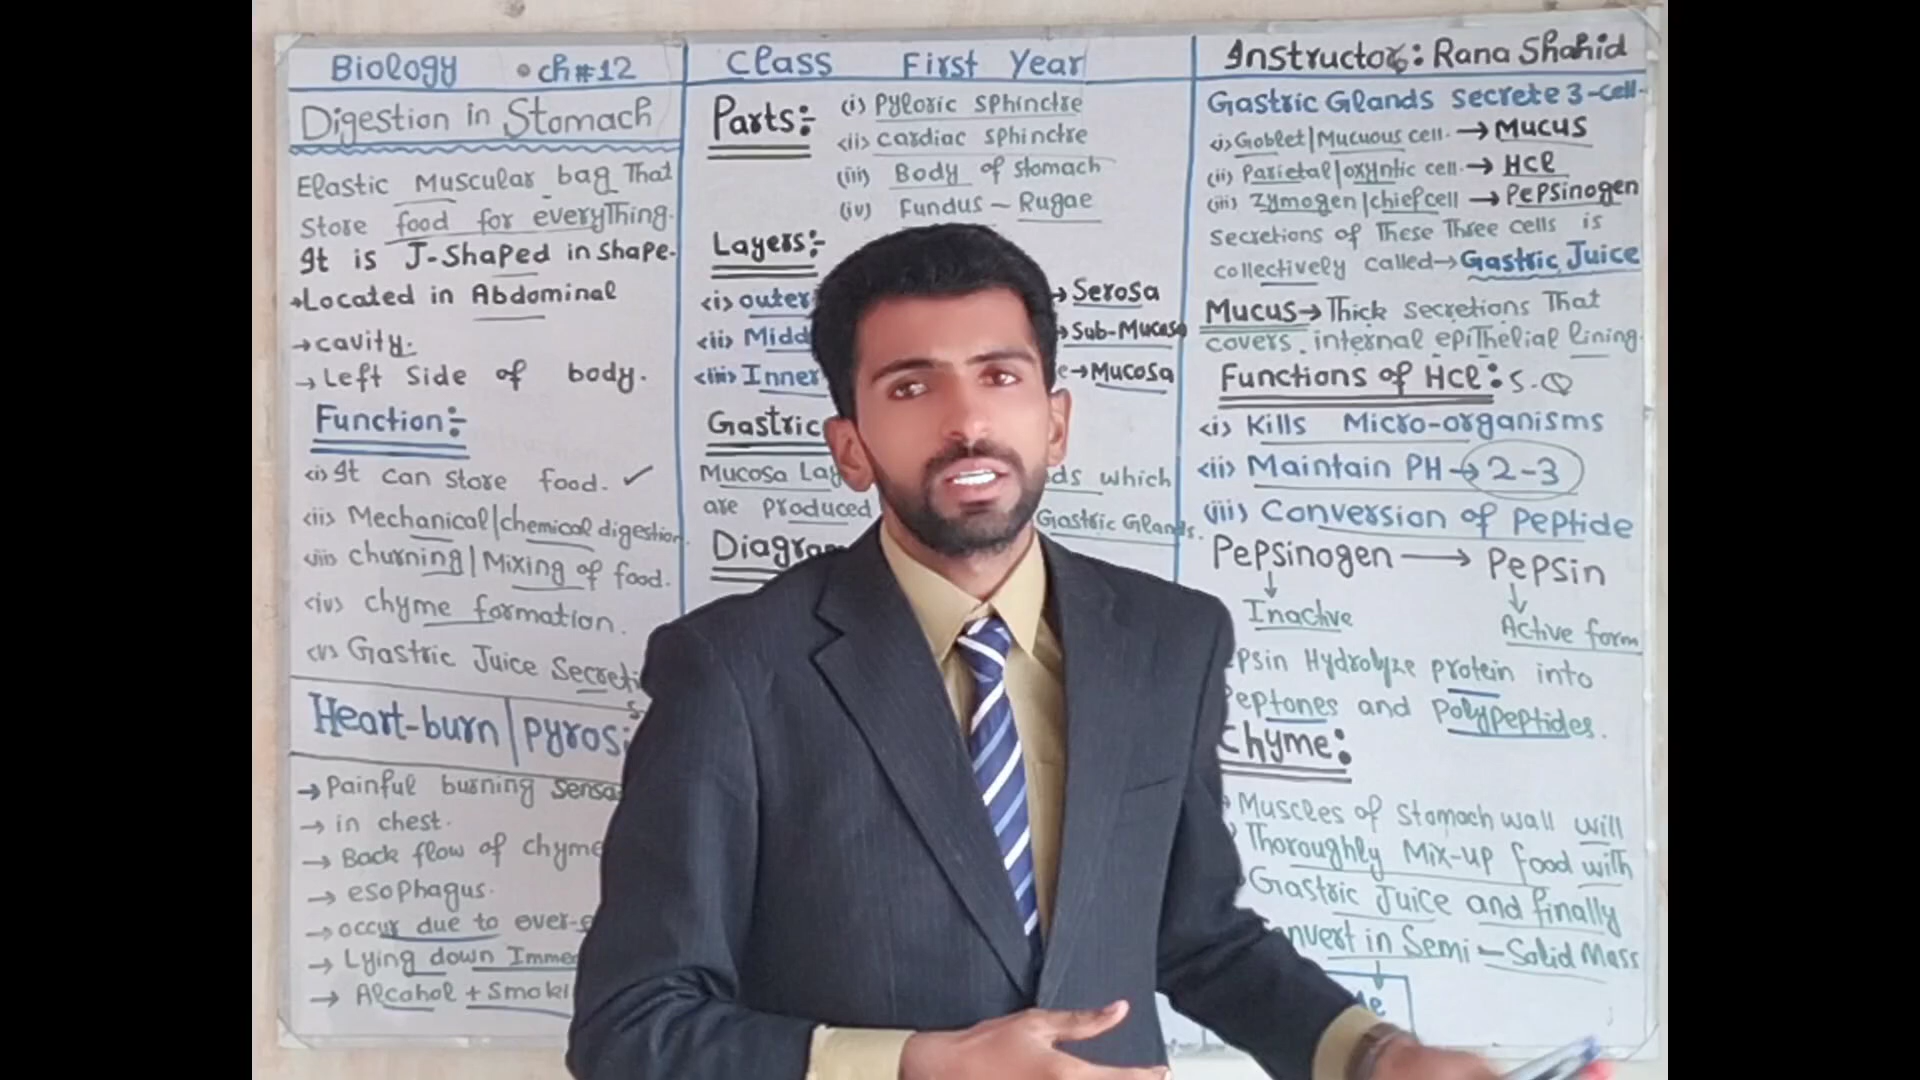 Biology • ch#12
Digestion in Stomach
Elastic Muscular bag That
Store food for everyThing.
It is J-Shaped in shape.
→Located in Abdominal
→cavity.
→ Left Side of body.
Function:-
(i) It can store food. ✓
(ii) Mechanical/chemical digestion.
(iii) churning/Mixing of food.
(iv) chyme formation.
(v) Gastric Juice Secreti
Heart-burn/pyrosis
→ Painful burning sensa
→ in chest.
→ Back flow of chyme
→ esophagus.
→ occur due to over-e
→ Lying down Imme
→ Alcohol + Smoki
Class First Year
Parts:-
(i) Pyloric sphinctre
(ii) cardiac sphinctre
(iii) Body of stomach
(iv) Fundus – Rugae
Layers:-
(i) outer → Serosa
(ii) Midd → Sub-Mucosa
(iii) Inner e → Mucosa
Gastric
Mucosa Lay ds which
are produced Gastric Glands.
Diagram
Instructor: Rana Shahid
Gastric Glands secrete 3-cell-
(i) Goblet/Mucuous cell. → Mucus
(ii) Parietal/oxyntic cell. → HCl
(iii) Zymogen/chiefcell → Pepsinogen
Secretions of These Three cells is
collectively called→ Gastric Juice
Mucus→ Thick secretions That
covers internal epiThelial lining.
Functions of HCl: S.Q
(i) Kills Micro-organisms
(ii) Maintain PH → 2-3
(iii) Conversion of Peptide
Pepsinogen → Pepsin
↓ ↓
Inactive Active form
psin Hydrolyze protein into
eptones and polypeptides.
Chyme:
Muscles of Stomach wall will
Thoroughly Mix-up food with
Gastric Juice and finally
nvert in Semi – Solid Mass
↓
me